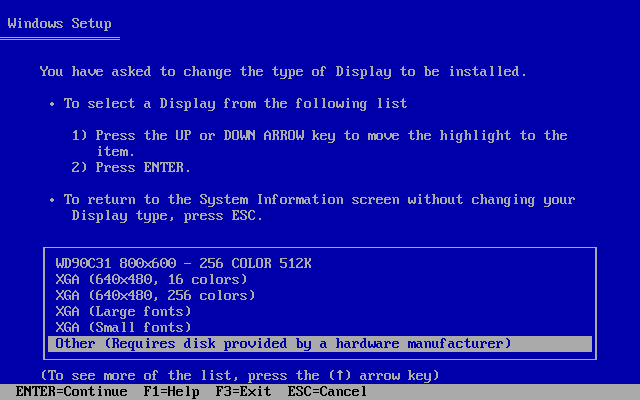 Windows Setup
You have asked to change the type of Display to be installed.
• To select a Display from the following list
1) Press the UP or DOWN ARROW key to move the highlight to the
item.
2) Press ENTER.
• To return to the System Information screen without changing your
Display type, press ESC.
WD90C31 800x600 - 256 COLOR 512K
XGA (640x480, 16 colors)
XGA (640x480, 256 colors)
XGA (Large fonts)
XGA (Small fonts)
Other (Requires disk provided by a hardware manufacturer)
(To see more of the list, press the (↑) arrow key)
ENTER=Continue  F1=Help  F3=Exit  ESC=Cancel